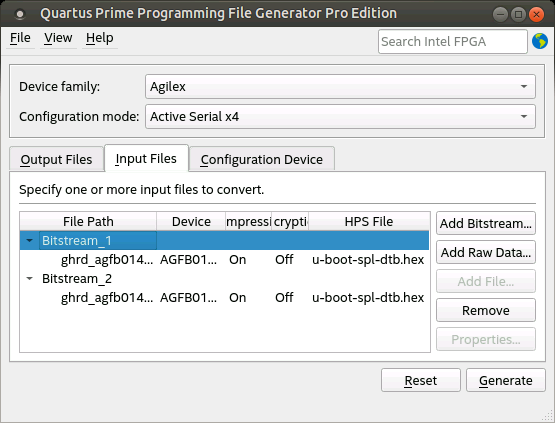 Quartus Prime Programming File Generator Pro Edition
File View Help Search Intel FPGA
Device family: Agilex
Configuration mode: Active Serial x4
Output Files Input Files Configuration Device
Specify one or more input files to convert.
File Path Device mpressi cryptic HPS File
Bitstream_1
ghrd_agfb014... AGFB01... On Off u-boot-spl-dtb.hex
Bitstream_2
ghrd_agfb014... AGFB01... On Off u-boot-spl-dtb.hex
Add Bitstream...
Add Raw Data...
Add File...
Remove
Properties...
Reset Generate